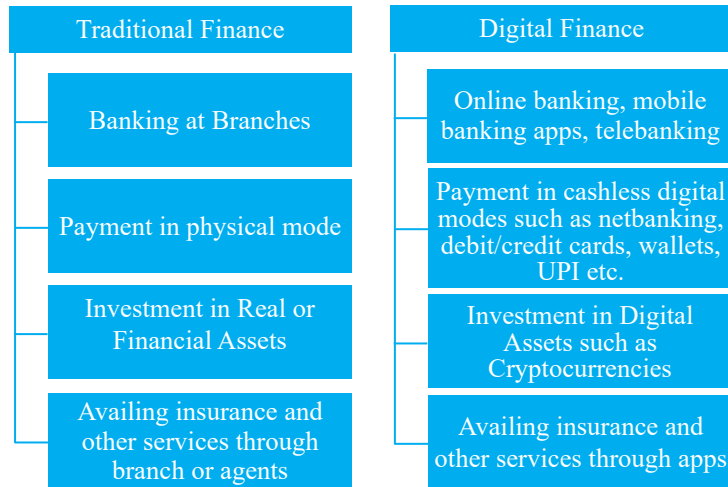 Traditional Finance
Banking at Branches
Payment in physical mode
Investment in Real or
Financial Assets
Availing insurance and
other services through
branch or agents
Digital Finance
Online banking, mobile
banking apps, telebanking
Payment in cashless digital
modes such as netbanking,
debit/credit cards, wallets,
UPI etc.
Investment in Digital
Assets such as
Cryptocurrencies
Availing insurance and
other services through apps